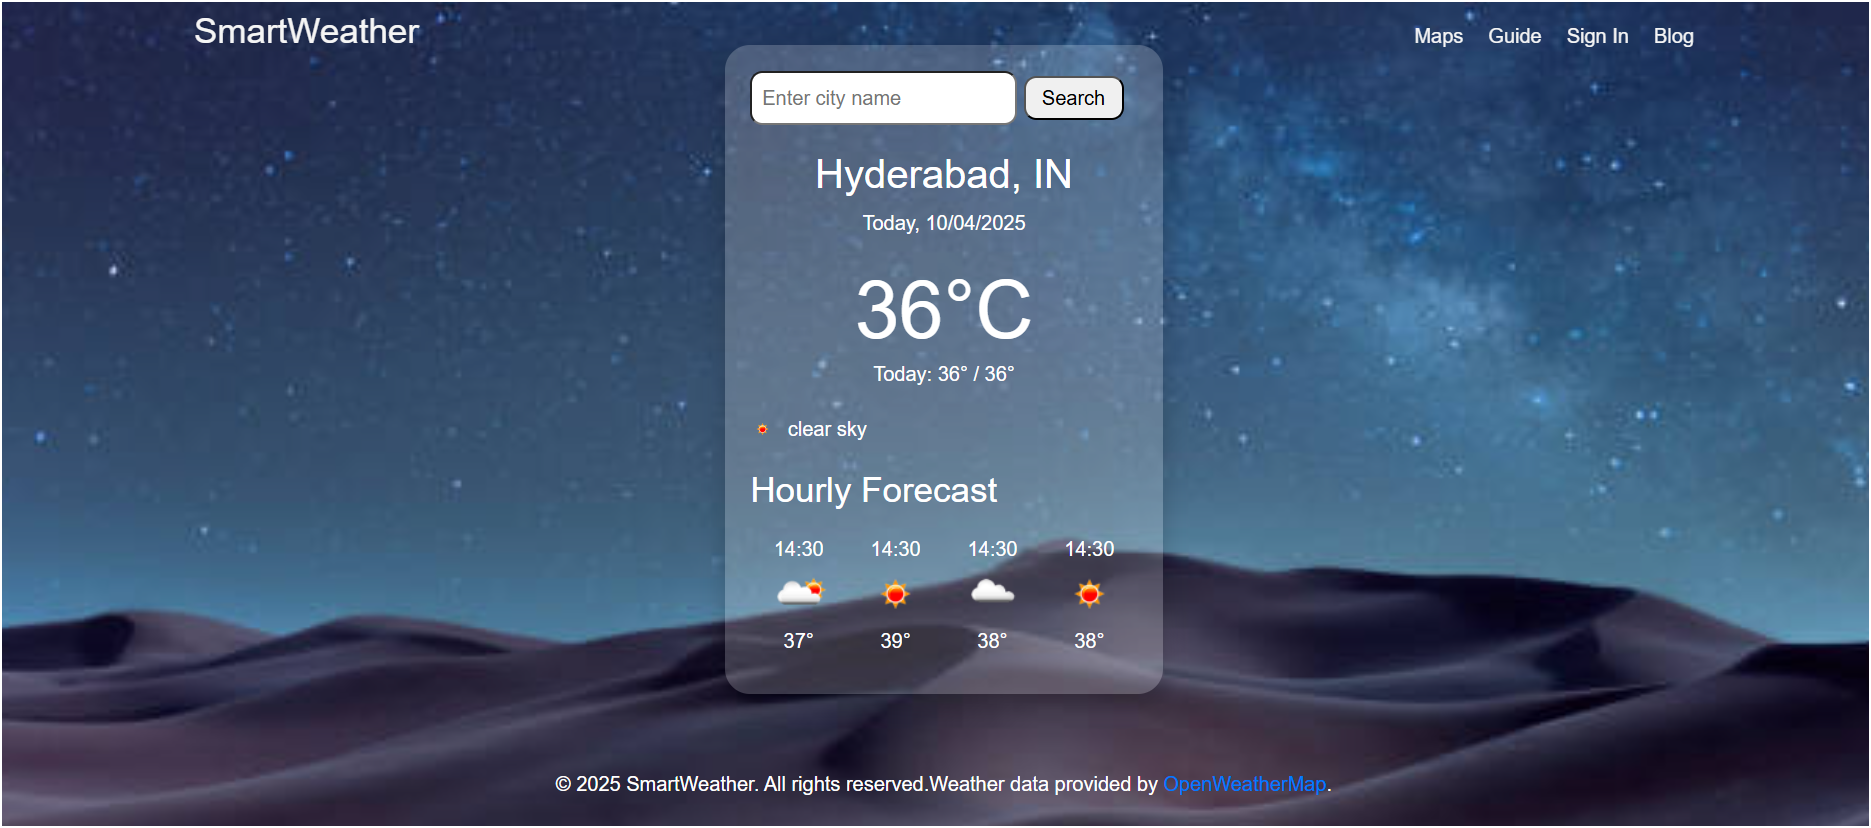 SmartWeather
Maps Guide Sign In Blog
Enter city name Search
Hyderabad, IN
Today, 10/04/2025
36°C
Today: 36° / 36°
clear sky
Hourly Forecast
14:30 14:30 14:30 14:30
37° 39° 38° 38°
© 2025 SmartWeather. All rights reserved.Weather data provided by OpenWeatherMap.